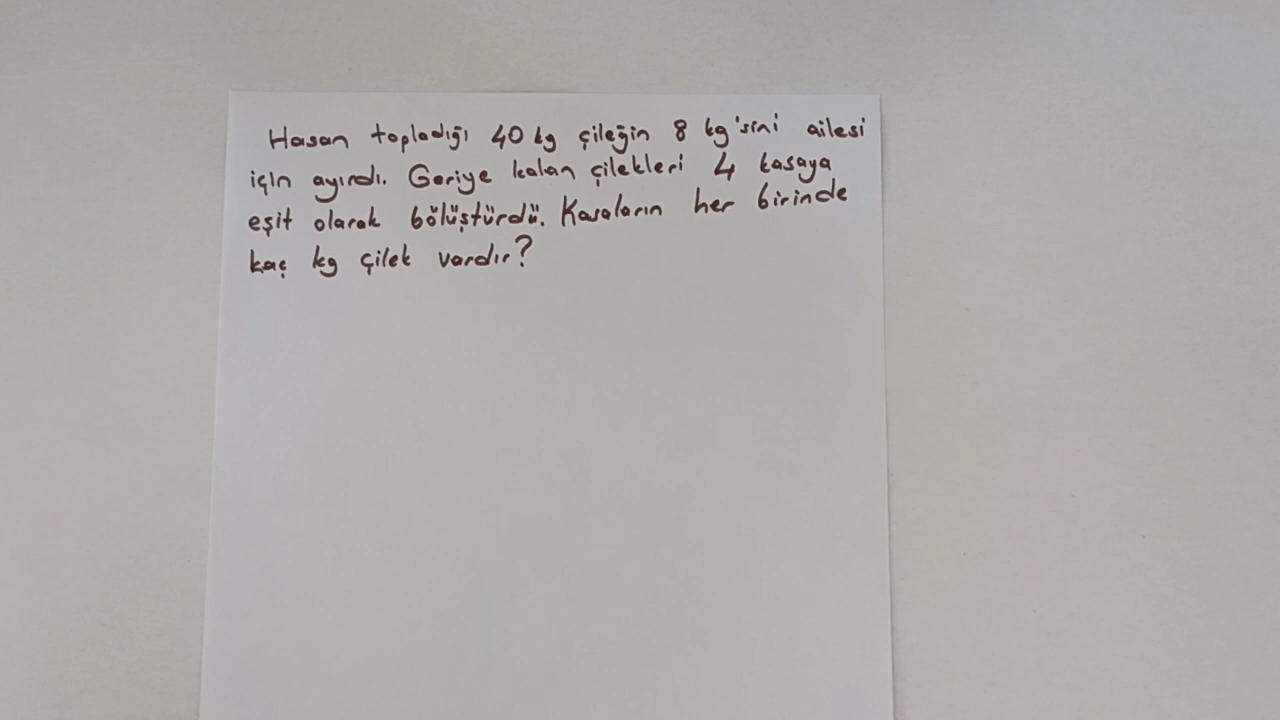 Hasan topladığı 40 kg çileğin 8 kg'sini ailesi
için ayırdı. Geriye kalan çilekleri 4 kasaya
eşit olarak bölüştürdü. Kasaların her birinde
kaç kg çilek vardır?